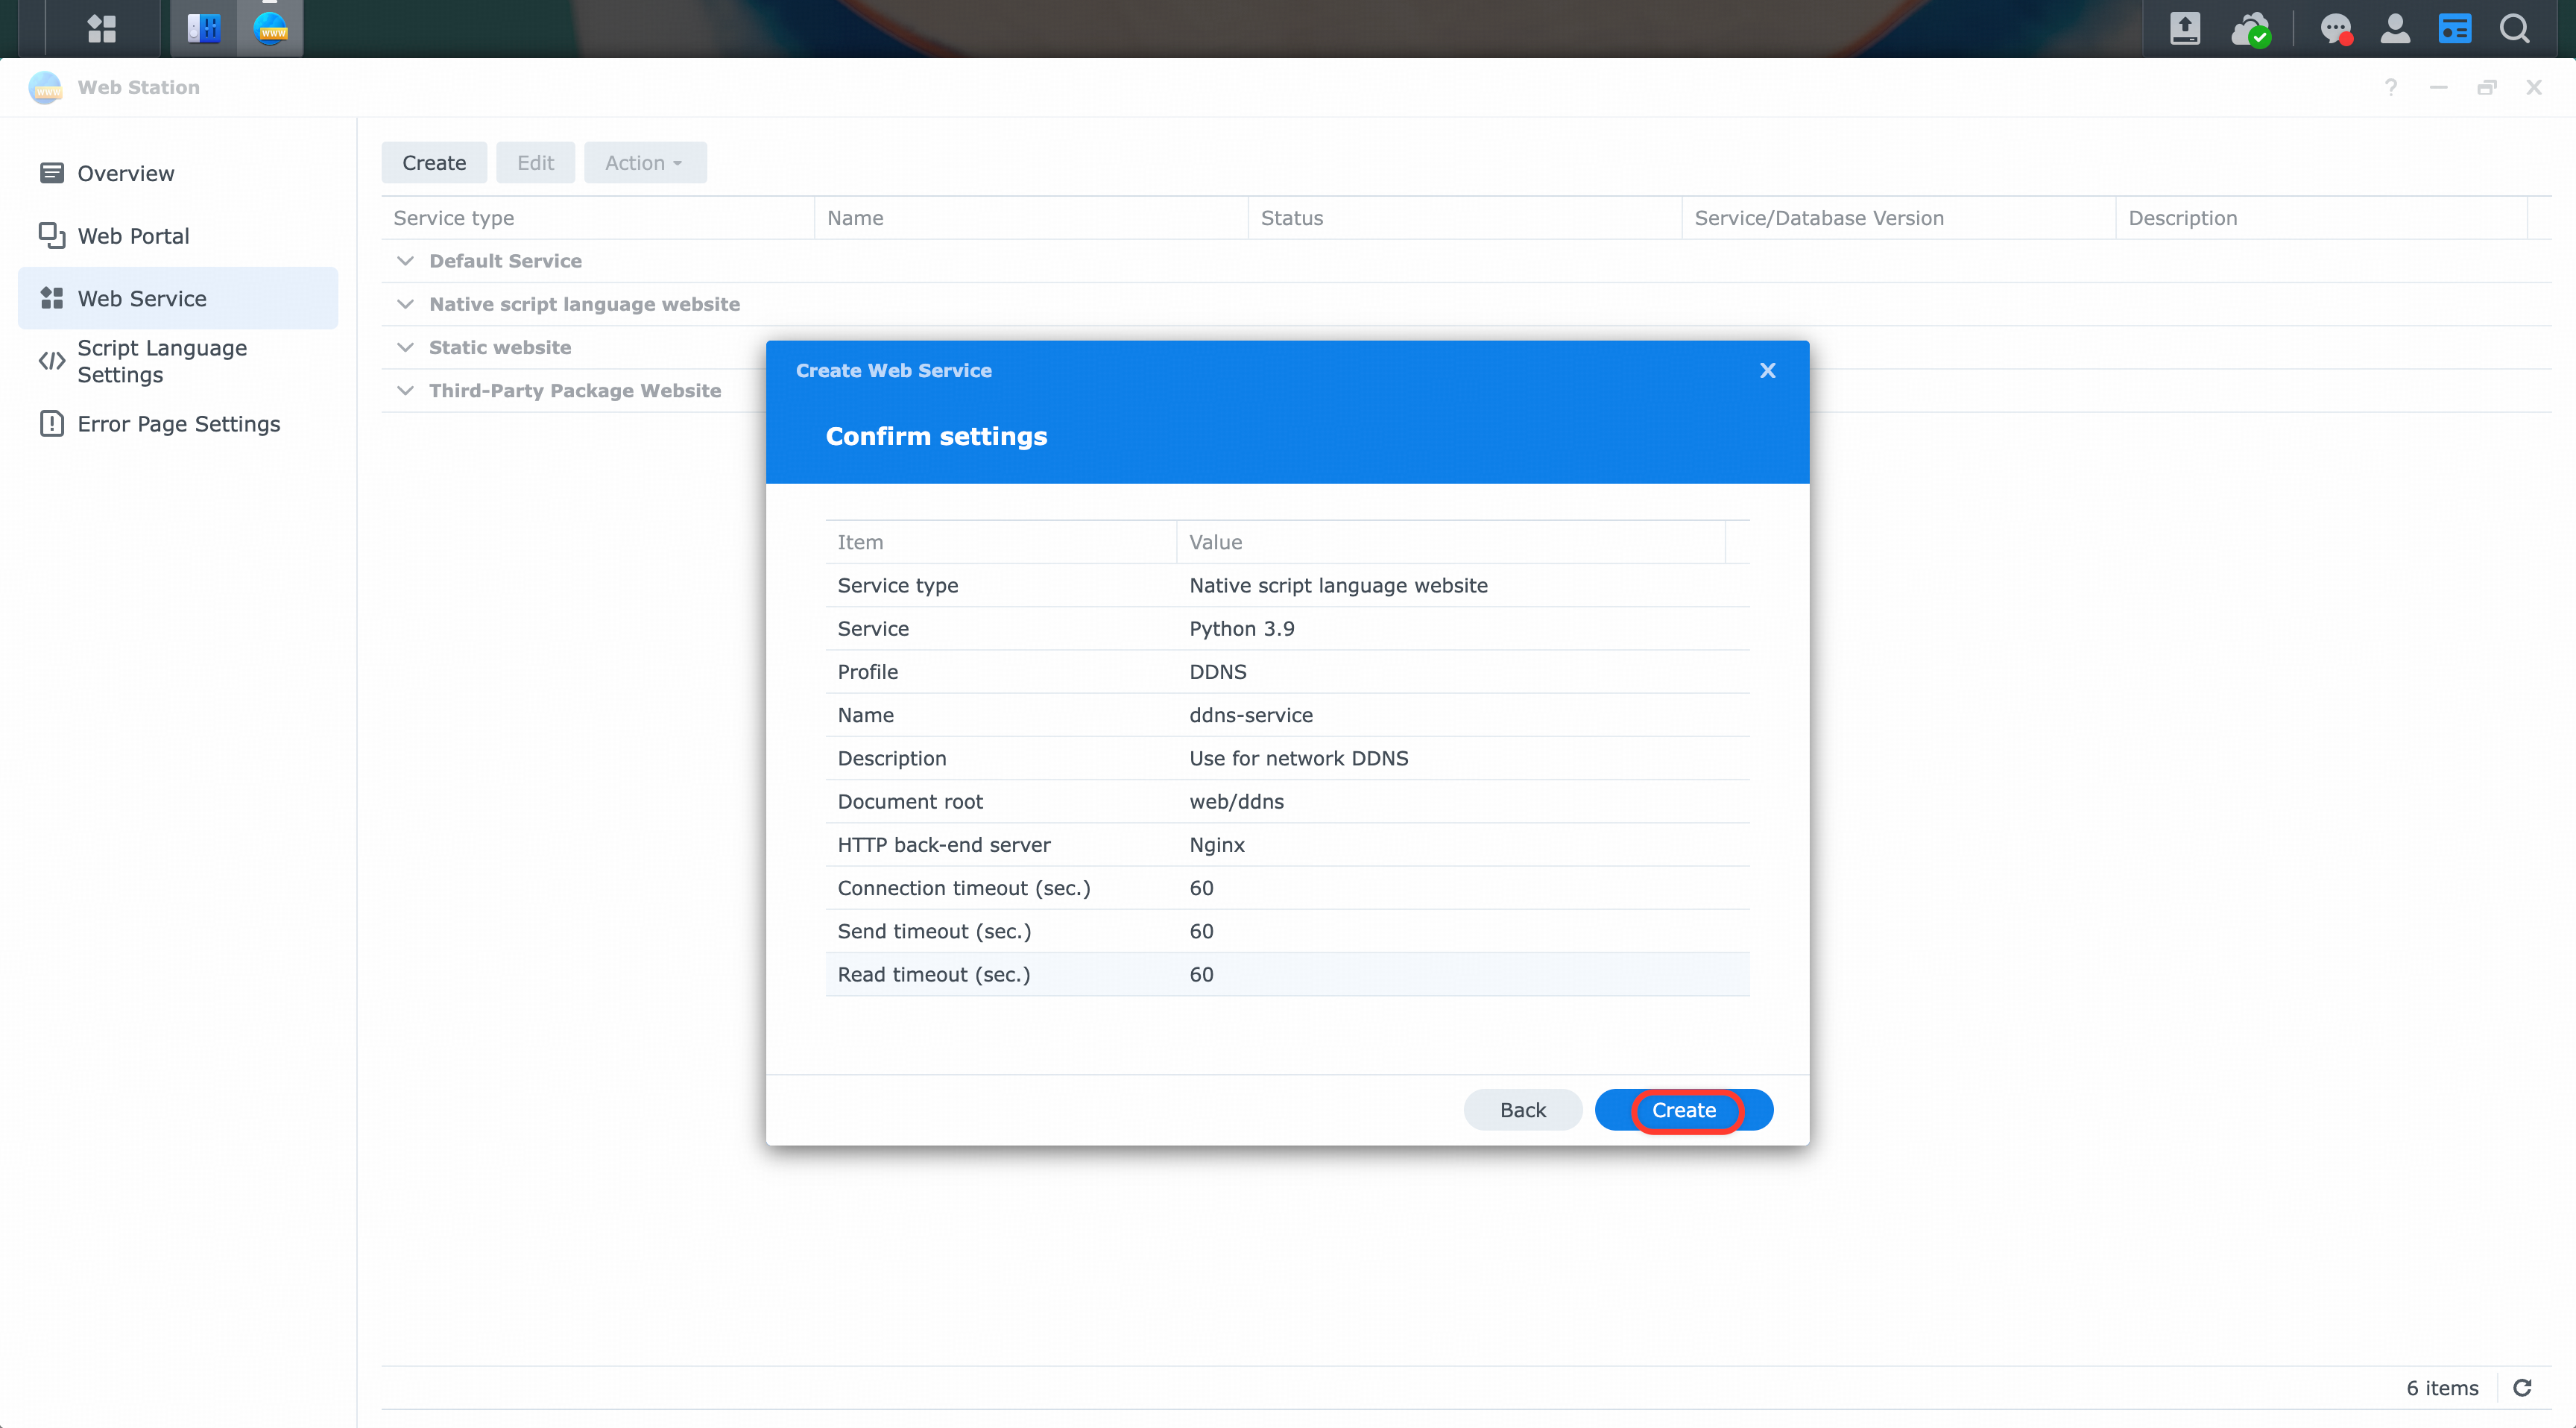 www
www
Web Station
?
Overview
Web Portal
Web Service
Script Language
Settings
Error Page Settings
Create
Edit
Action
Service type
Name
Status
Service/Database Version
Description
Default Service
Native script language website
Static website
Third-Party Package Website
Create Web Service
Confirm settings
Item
Value
Service type
Native script language website
Service
Python 3.9
Profile
DDNS
Name
ddns-service
Description
Use for network DDNS
Document root
web/ddns
HTTP back-end server
Nginx
Connection timeout (sec.)
60
Send timeout (sec.)
60
Read timeout (sec.)
60
Back
Create
6 items